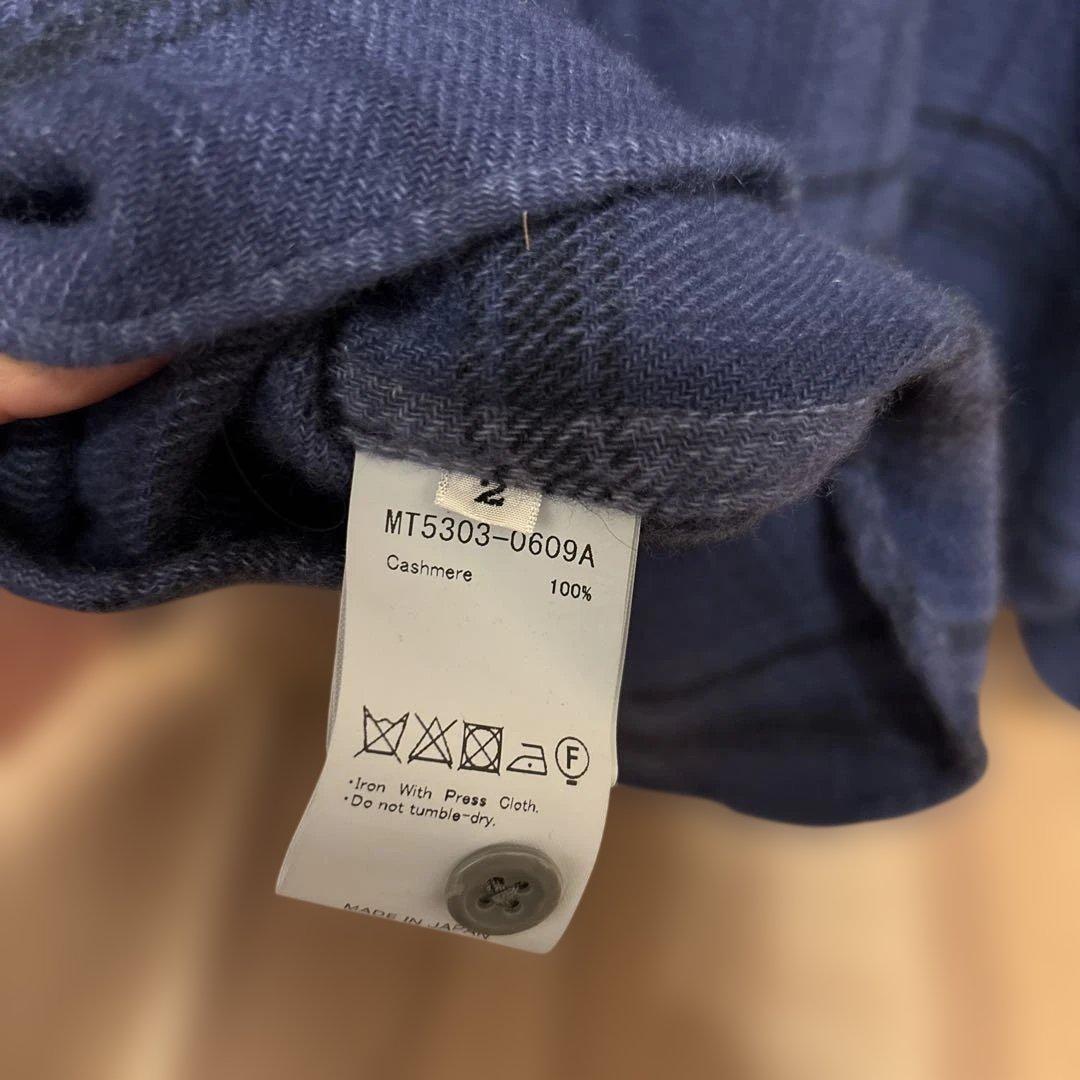 2
MT5303-0609A
Cashmere 100%
F
·Iron With Press Cloth.
·Do not tumble-dry.
MADE IN JAPAN